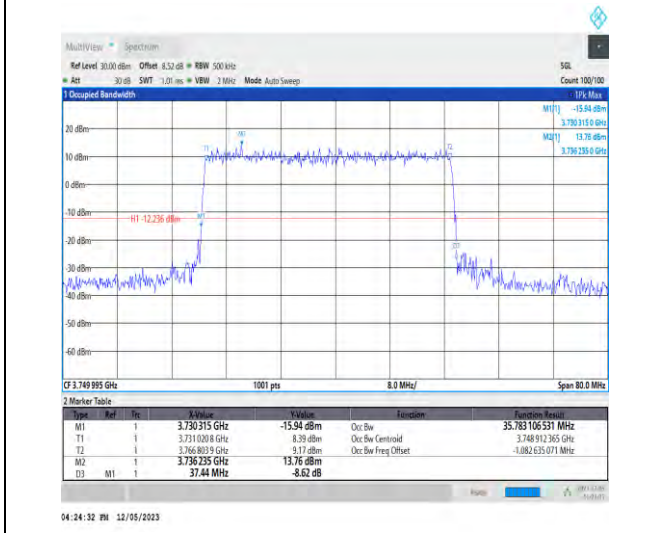 MultiView Spectrum
Ref Level 30.00 dBm Offset 8.52 dB RBW 500 kHz SGL
Att 30 dB SWT 1.01 ms VBW 2 MHz Mode Auto Sweep Count 100/100
1 Occupied Bandwidth 1Pk Max
M1[1] -15.94 dBm
3.730 315 0 GHz
M2[1] 13.76 dBm
3.736 235 0 GHz
20 dBm
10 dBm
0 dBm
-10 dBm
H1 -12.236 dBm
-20 dBm
-30 dBm
-40 dBm
-50 dBm
-60 dBm
T1
M2
T2
M1
CF 3.749 995 GHz 1001 pts 8.0 MHz/ Span 80.0 MHz
2 Marker Table
Type Ref Trc X-Value Y-Value Function Function Result
M1 1 3.730 315 GHz -15.94 dBm Occ Bw 35.783 106 531 MHz
T1 1 3.731 020 8 GHz 8.39 dBm Occ Bw Centroid 3.748 912 365 GHz
T2 1 3.766 803 9 GHz 9.17 dBm Occ Bw Freq Offset -1.082 635 071 MHz
M2 1 3.736 235 GHz 13.76 dBm
D3 M1 1 37.44 MHz -8.62 dB
04:24:32 PM 12/05/2023